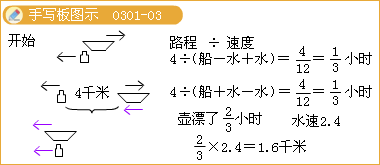 手写板图示 0301-03
开始
路程 ÷ 速度
4÷(船−水+水)= 4/12 = 1/3 小时
4千米
4÷(船+水−水)= 4/12 = 1/3 小时
壶漂了 2/3 小时 水速2.4
2/3 ×2.4=1.6千米